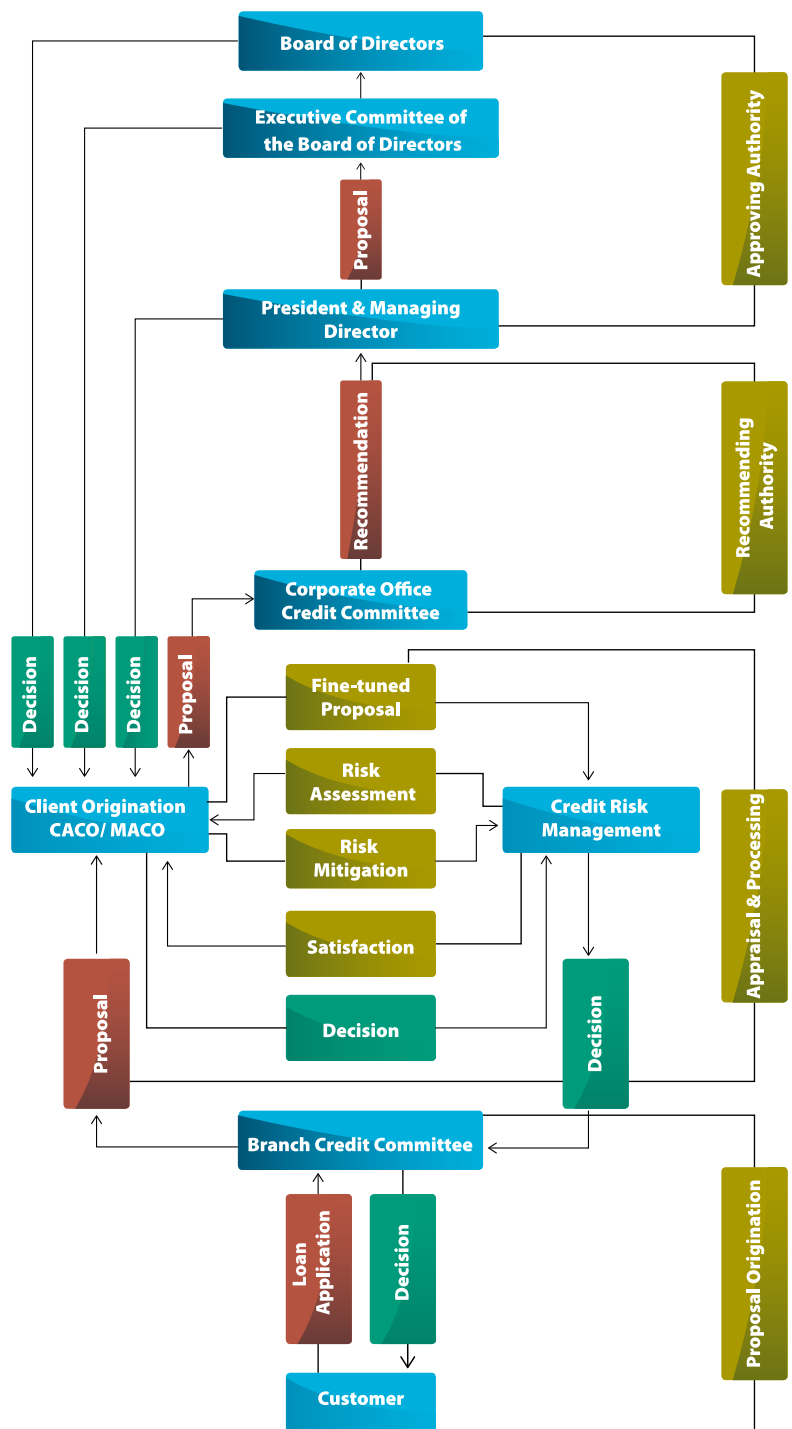 Board of Directors
Executive Committee of
the Board of Directors
Approving Authority
Proposal
President & Managing
Director
Recommendation
Recommending
Authority
Corporate Office
Credit Committee
Decision
Decision
Decision
Proposal
Fine-tuned
Proposal
Risk
Assessment
Client Origination
CACO/ MACO
Credit Risk
Management
Risk
Mitigation
Appraisal & Processing
Satisfaction
Proposal
Decision
Decision
Branch Credit Committee
Loan
Application
Decision
Proposal Origination
Customer